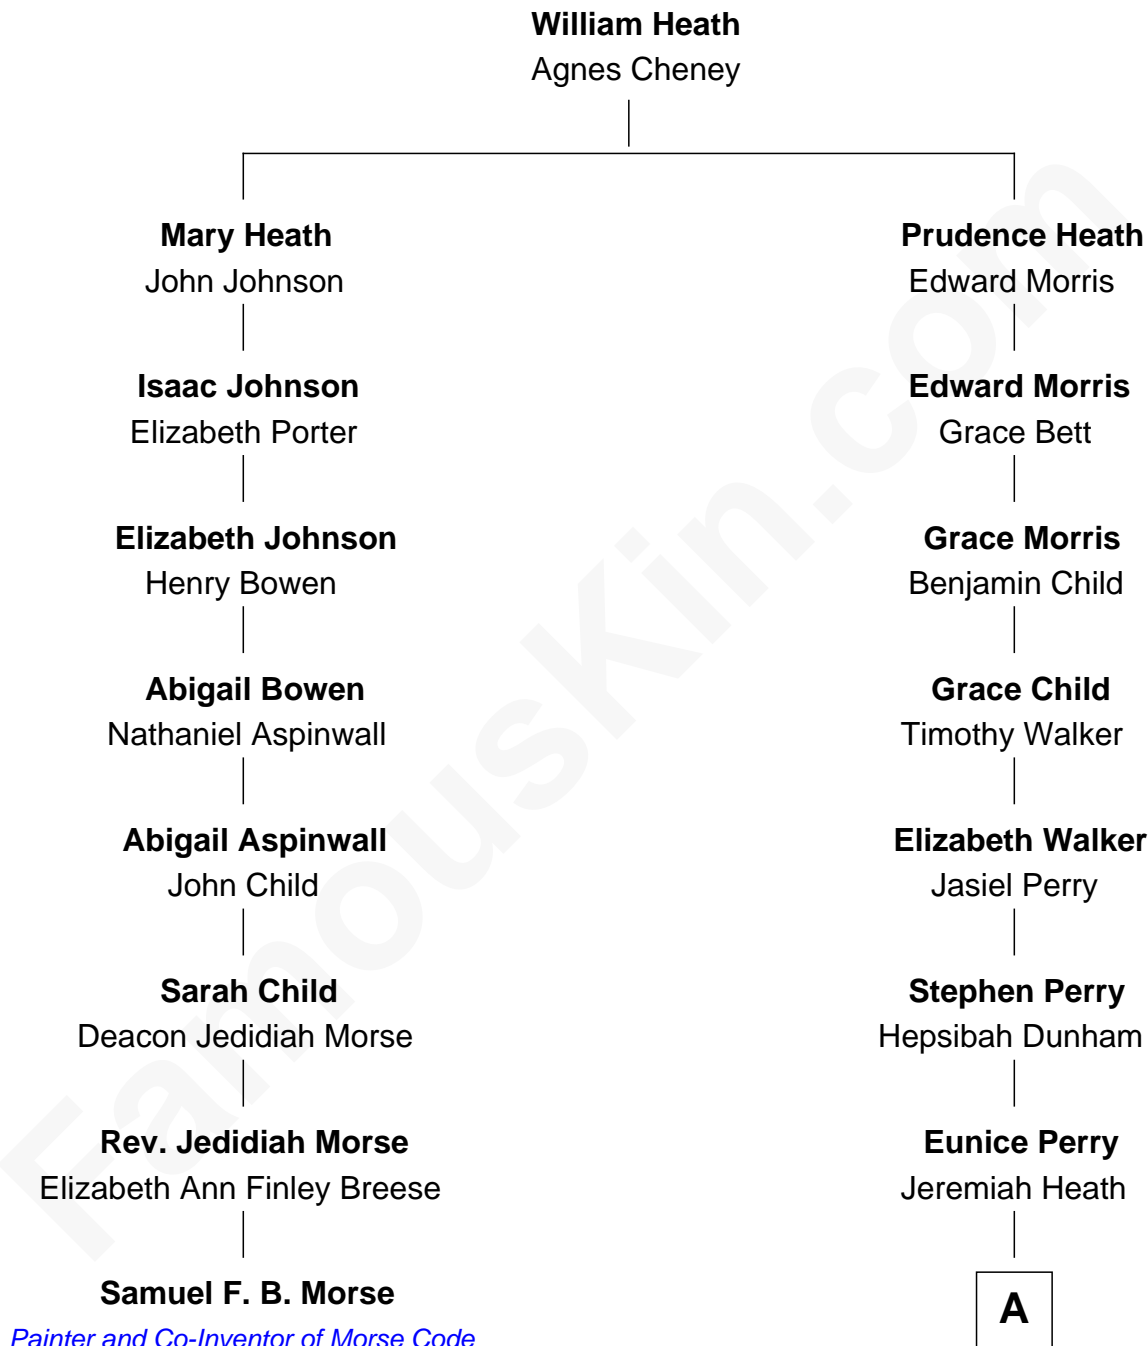 William Heath
Agnes Cheney
Mary Heath
John Johnson
Prudence Heath
Edward Morris
Isaac Johnson
Elizabeth Porter
Edward Morris
Grace Bett
Elizabeth Johnson
Henry Bowen
Grace Morris
Benjamin Child
Abigail Bowen
Nathaniel Aspinwall
Grace Child
Timothy Walker
Abigail Aspinwall
John Child
Elizabeth Walker
Jasiel Perry
Sarah Child
Deacon Jedidiah Morse
Stephen Perry
Hepsibah Dunham
Rev. Jedidiah Morse
Elizabeth Ann Finley Breese
Eunice Perry
Jeremiah Heath
Samuel F. B. Morse
Painter and Co-Inventor of Morse Code
A
FamousKin.com